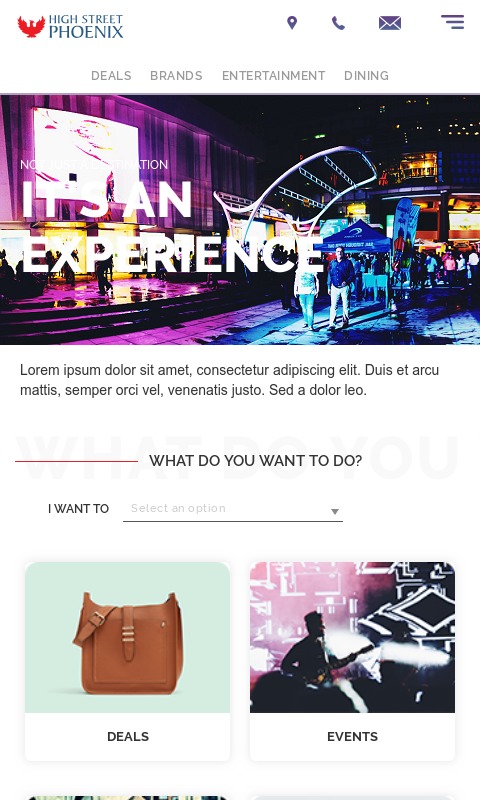 HIGH STREET
PHOENIX
DEALS BRANDS ENTERTAINMENT DINING
NOT JUST A DESTINATION
IT'S AN
EXPERIENCE
Lorem ipsum dolor sit amet, consectetur adipiscing elit. Duis et arcu
mattis, semper orci vel, venenatis justo. Sed a dolor leo.
WHAT DO YOU
WHAT DO YOU WANT TO DO?
I WANT TO Select an option
DEALS EVENTS